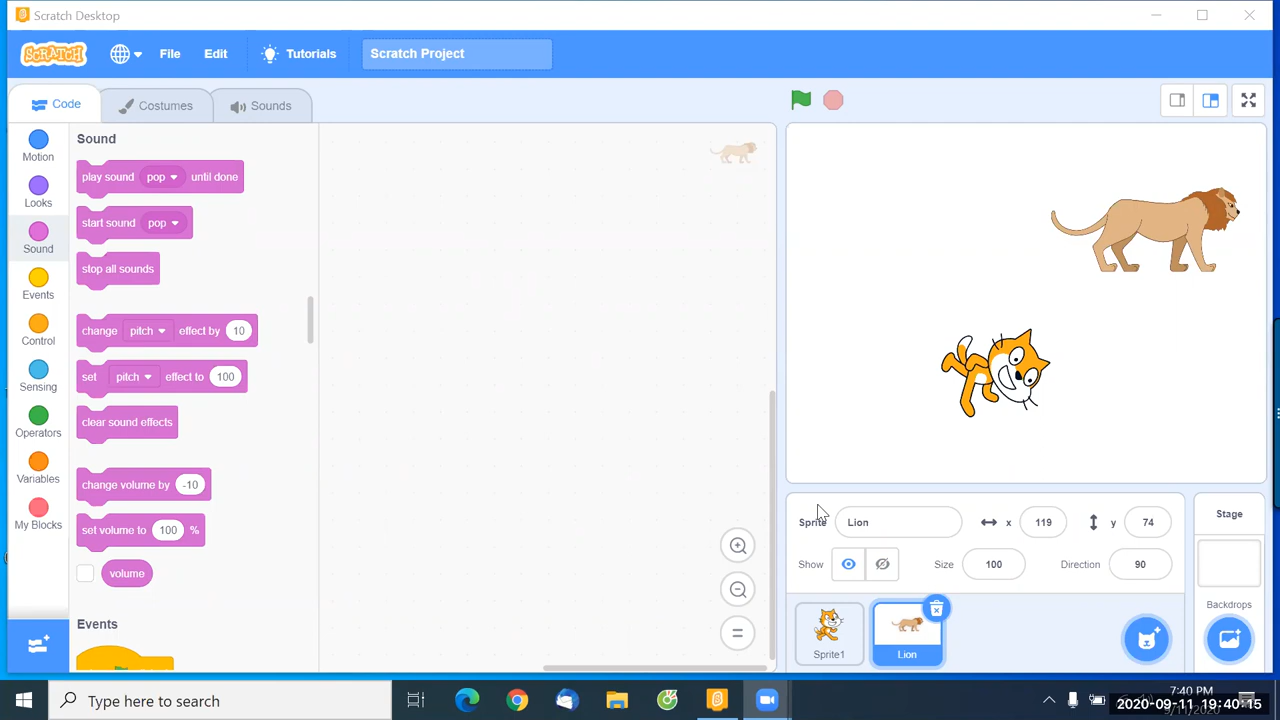 Scratch Desktop
SCRATCH
File
Edit
Tutorials
Scratch Project
Code
Costumes
Sounds
Motion
Looks
Sound
Events
Control
Sensing
Operators
Variables
My Blocks
Sound
play sound pop until done
start sound pop
stop all sounds
change pitch effect by 10
set pitch effect to 100
clear sound effects
change volume by -10
set volume to 100 %
volume
Events
Sprite
Lion
x
119
y
74
Show
Size
100
Direction
90
Sprite1
Lion
Stage
Backdrops
Type here to search
7:40 PM
2020-09-11 19:40:15